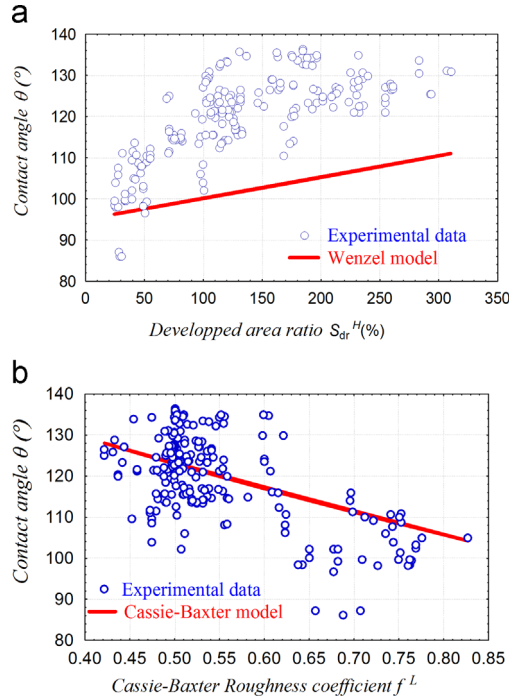 a
140
130
120
110
100
90
80
Contact angle θ (°)
Experimental data
Wenzel model
0 50 100 150 200 250 300 350
Developped area ratio Sdr^H(%)
b
140
130
120
110
100
90
80
Contact angle θ (°)
Experimental data
Cassie-Baxter model
0.40 0.45 0.50 0.55 0.60 0.65 0.70 0.75 0.80 0.85
Cassie-Baxter Roughness coefficient f^L